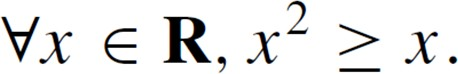 ∀x ∈ R, x² ≥ x.